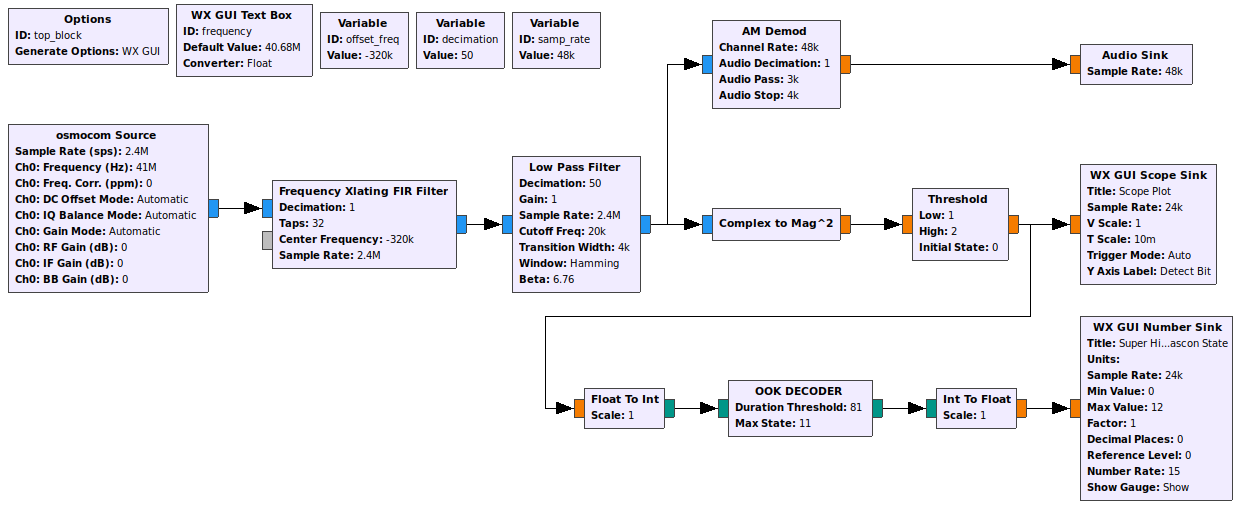 Options
ID: top_block
Generate Options: WX GUI
WX GUI Text Box
ID: frequency
Default Value: 40.68M
Converter: Float
Variable
ID: offset_freq
Value: -320k
Variable
ID: decimation
Value: 50
Variable
ID: samp_rate
Value: 48k
AM Demod
Channel Rate: 48k
Audio Decimation: 1
Audio Pass: 3k
Audio Stop: 4k
Audio Sink
Sample Rate: 48k
osmocom Source
Sample Rate (sps): 2.4M
Ch0: Frequency (Hz): 41M
Ch0: Freq. Corr. (ppm): 0
Ch0: DC Offset Mode: Automatic
Ch0: IQ Balance Mode: Automatic
Ch0: Gain Mode: Automatic
Ch0: RF Gain (dB): 0
Ch0: IF Gain (dB): 0
Ch0: BB Gain (dB): 0
Frequency Xlating FIR Filter
Decimation: 1
Taps: 32
Center Frequency: -320k
Sample Rate: 2.4M
Low Pass Filter
Decimation: 50
Gain: 1
Sample Rate: 2.4M
Cutoff Freq: 20k
Transition Width: 4k
Window: Hamming
Beta: 6.76
Complex to Mag^2
Threshold
Low: 1
High: 2
Initial State: 0
WX GUI Scope Sink
Title: Scope Plot
Sample Rate: 24k
V Scale: 1
T Scale: 10m
Trigger Mode: Auto
Y Axis Label: Detect Bit
Float To Int
Scale: 1
OOK DECODER
Duration Threshold: 81
Max State: 11
Int To Float
Scale: 1
WX GUI Number Sink
Title: Super Hi...ascon State
Units:
Sample Rate: 24k
Min Value: 0
Max Value: 12
Factor: 1
Decimal Places: 0
Reference Level: 0
Number Rate: 15
Show Gauge: Show